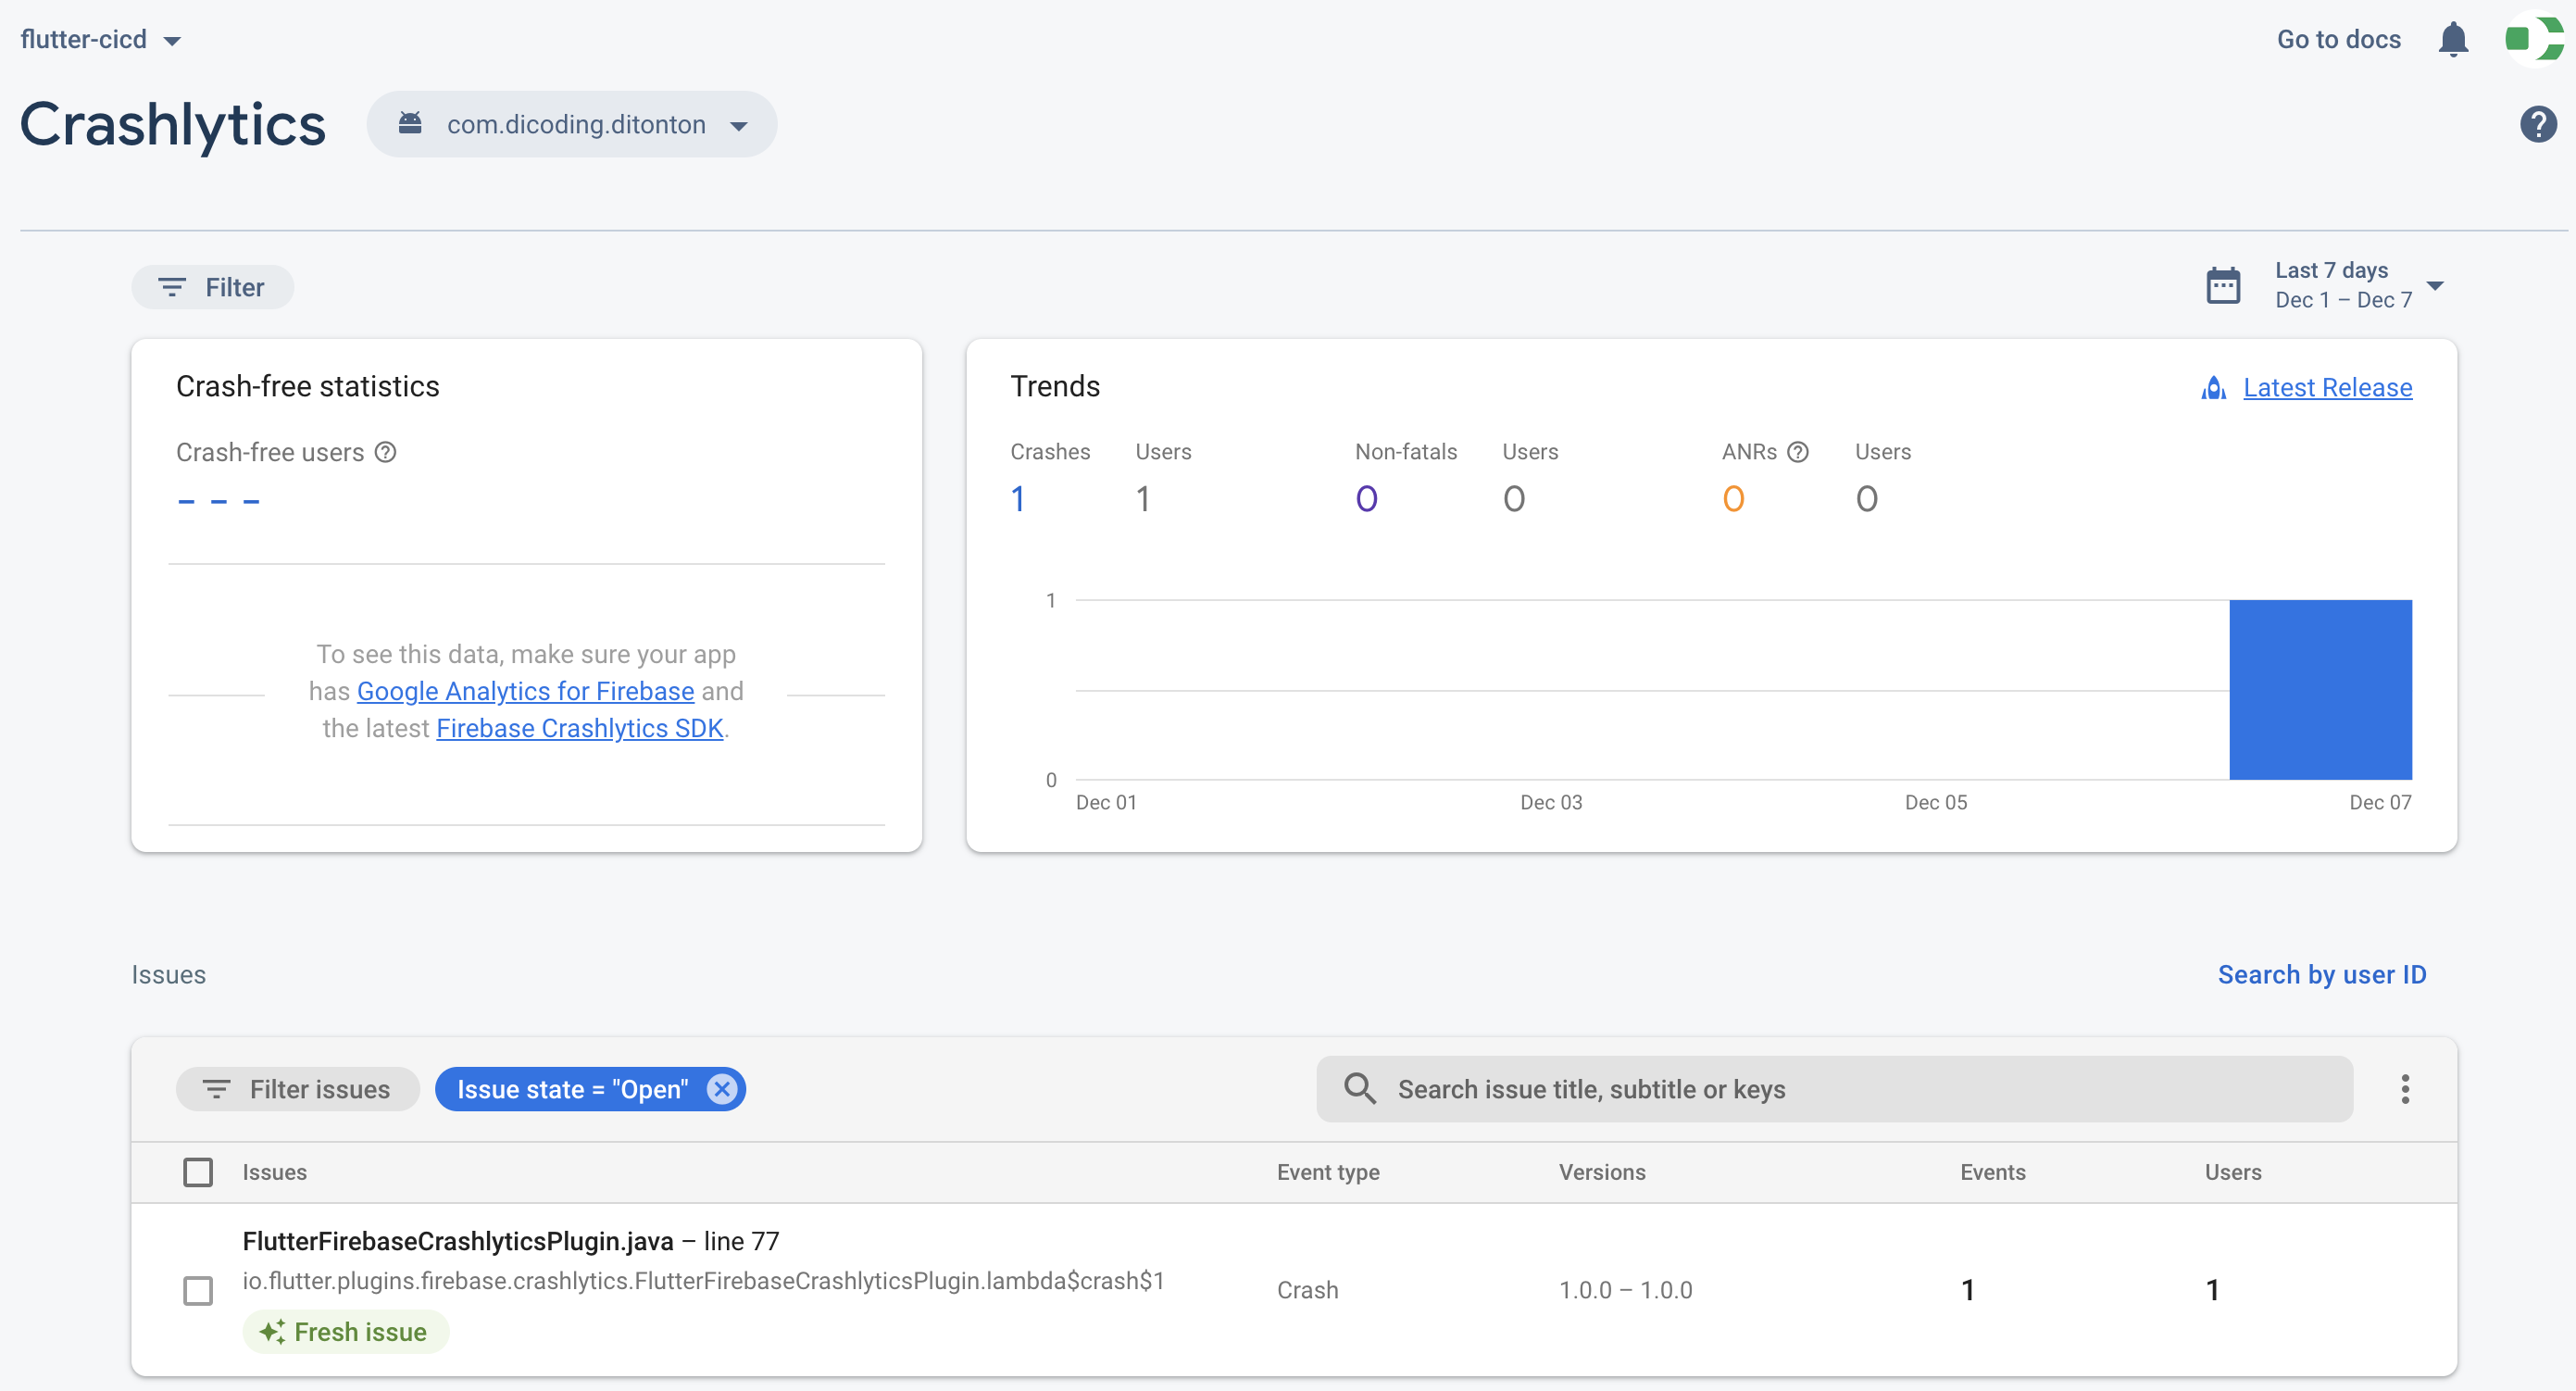 flutter-cicd
Go to docs
Crashlytics
com.dicoding.ditonton
Filter
Last 7 days
Dec 1 – Dec 7
Crash-free statistics
Crash-free users
- - -
To see this data, make sure your app
has Google Analytics for Firebase and
the latest Firebase Crashlytics SDK.
Trends
Latest Release
Crashes Users Non-fatals Users ANRs Users
1 1 0 0 0 0
1
0
Dec 01 Dec 03 Dec 05 Dec 07
Issues
Search by user ID
Filter issues
Issue state = "Open"
Search issue title, subtitle or keys
Issues Event type Versions Events Users
FlutterFirebaseCrashlyticsPlugin.java – line 77
io.flutter.plugins.firebase.crashlytics.FlutterFirebaseCrashlyticsPlugin.lambda$crash$1
Fresh issue
Crash 1.0.0 – 1.0.0 1 1